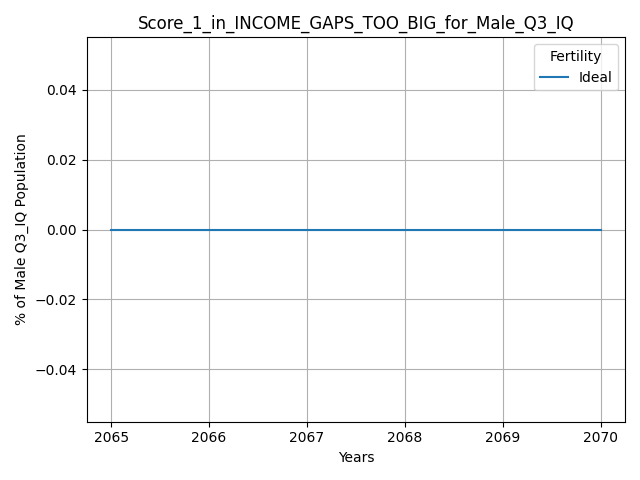 Score_1_in_INCOME_GAPS_TOO_BIG_for_Male_Q3_IQ
Fertility
Ideal
0.04
0.02
0.00
−0.02
−0.04
% of Male Q3_IQ Population
2065 2066 2067 2068 2069 2070
Years